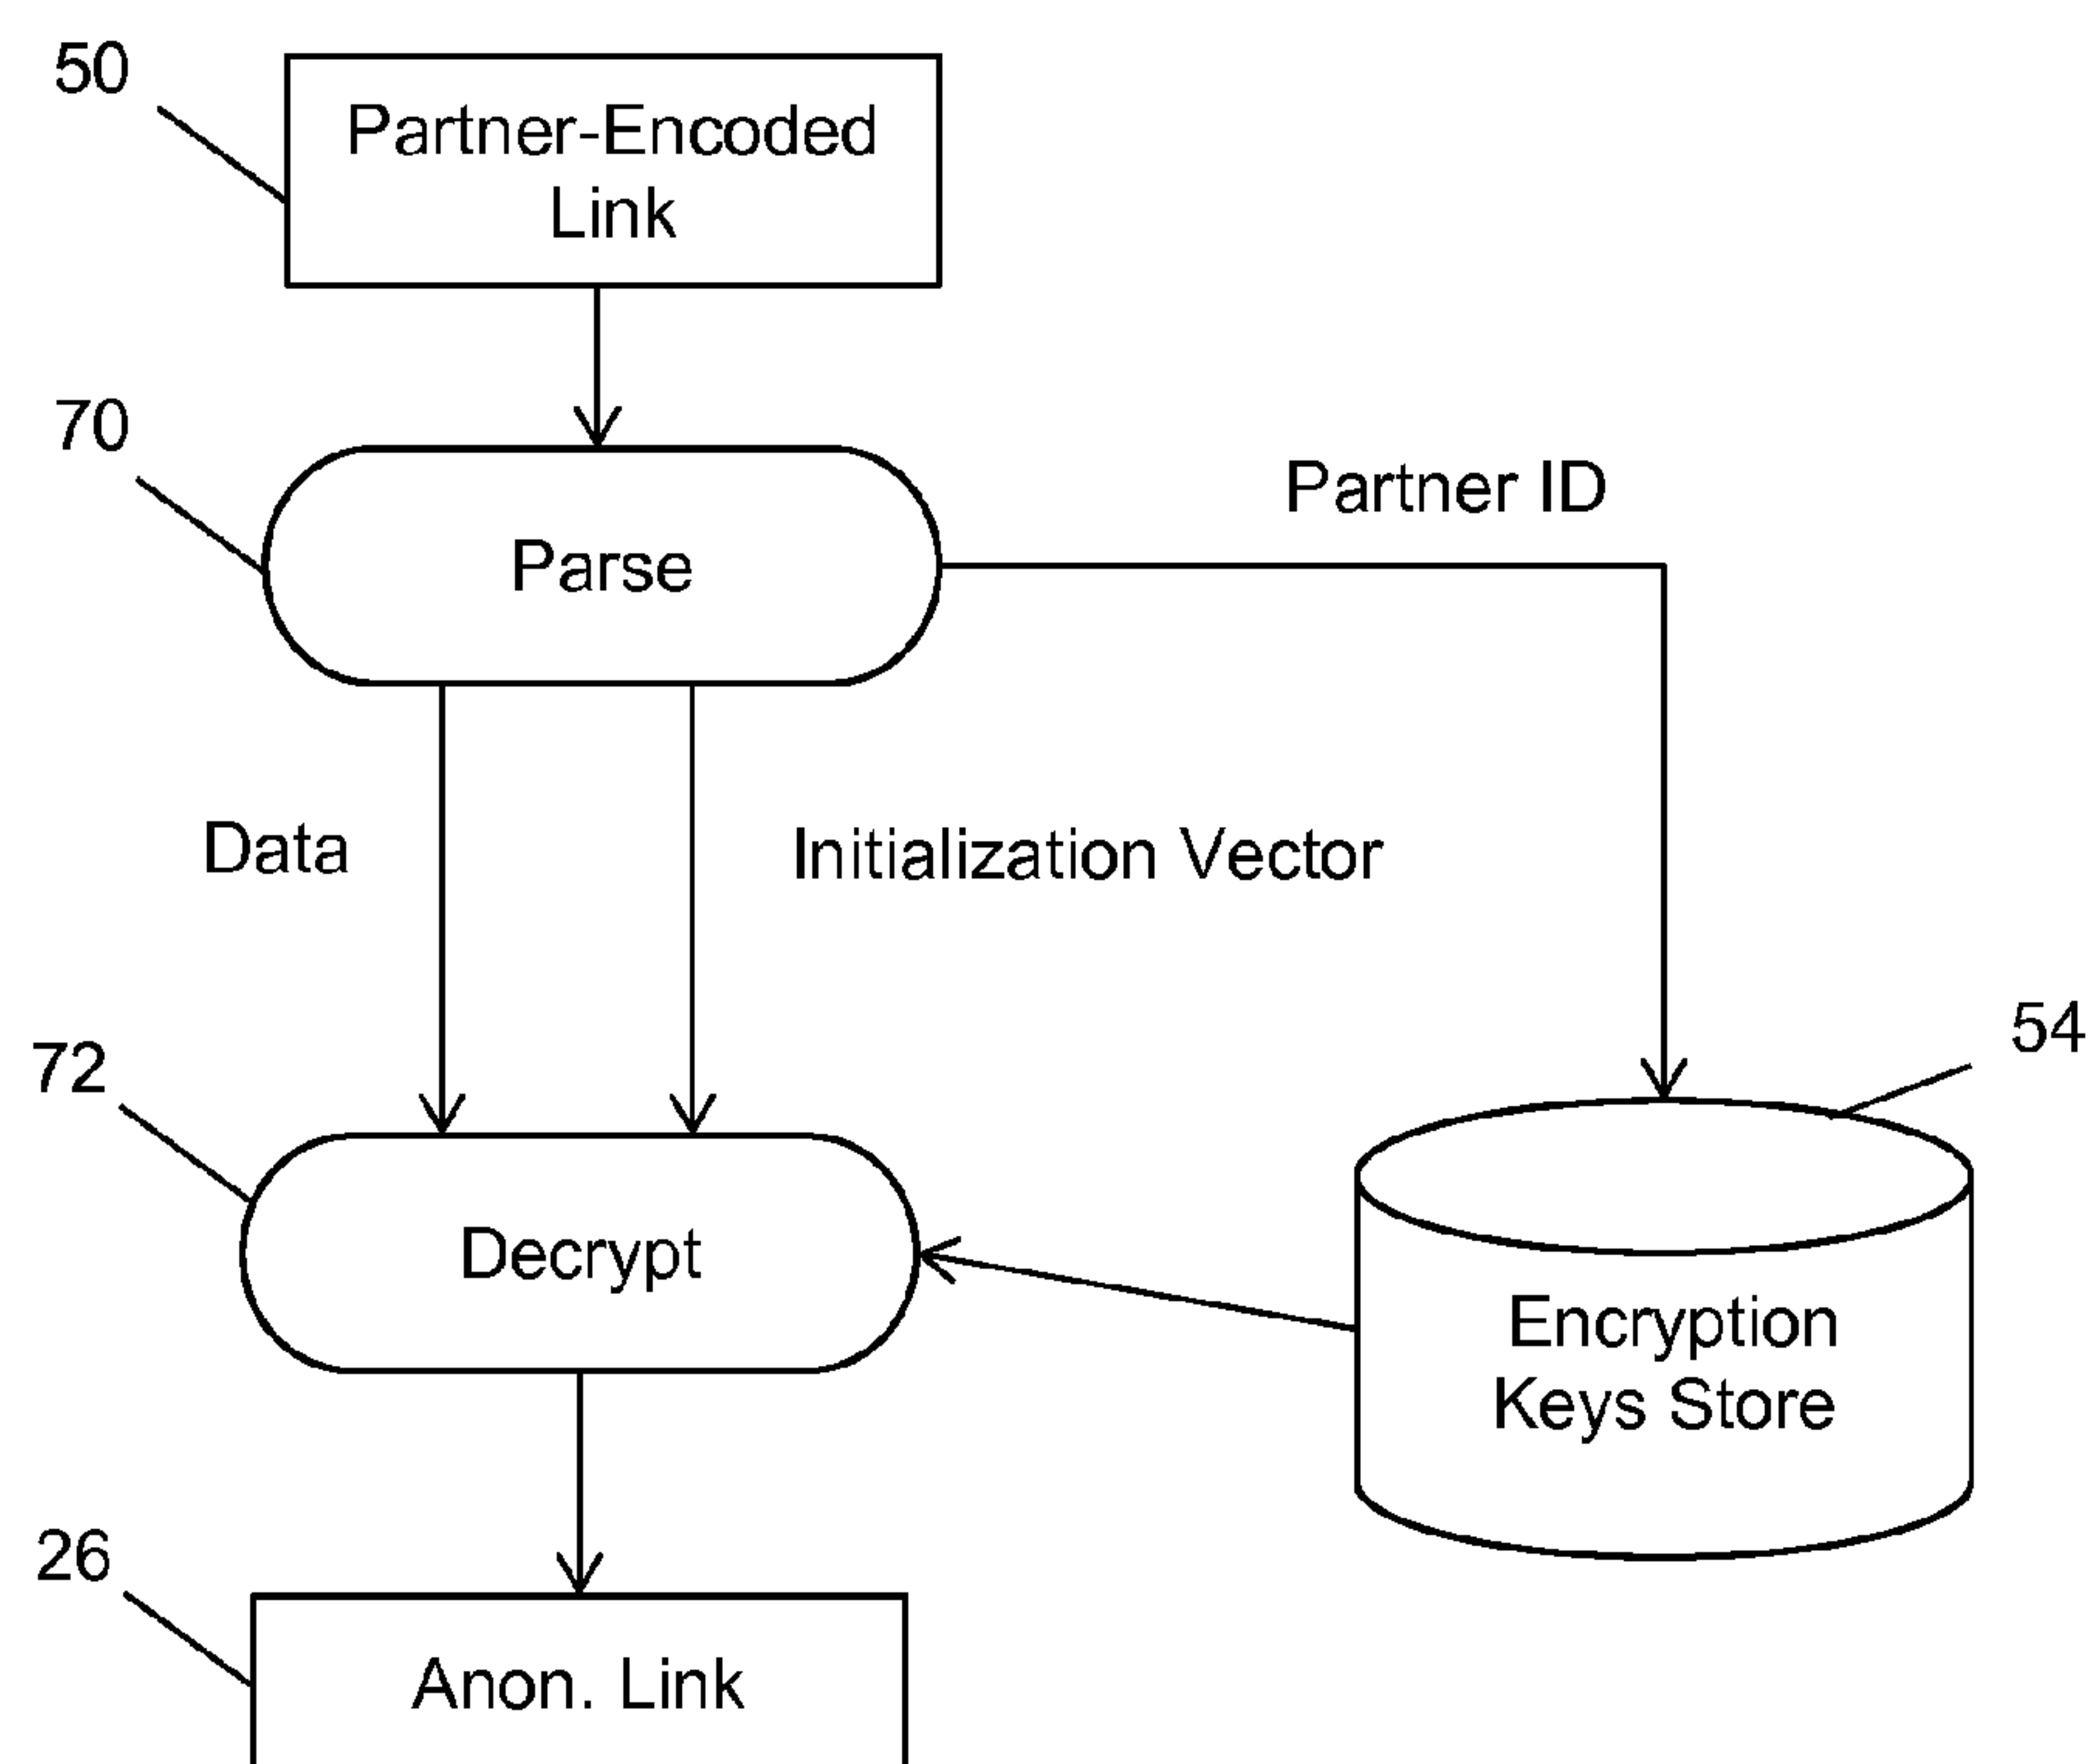 50
Partner-Encoded
Link
70
Parse
Partner ID
Data
Initialization Vector
72
Decrypt
54
Encryption
Keys Store
26
Anon. Link